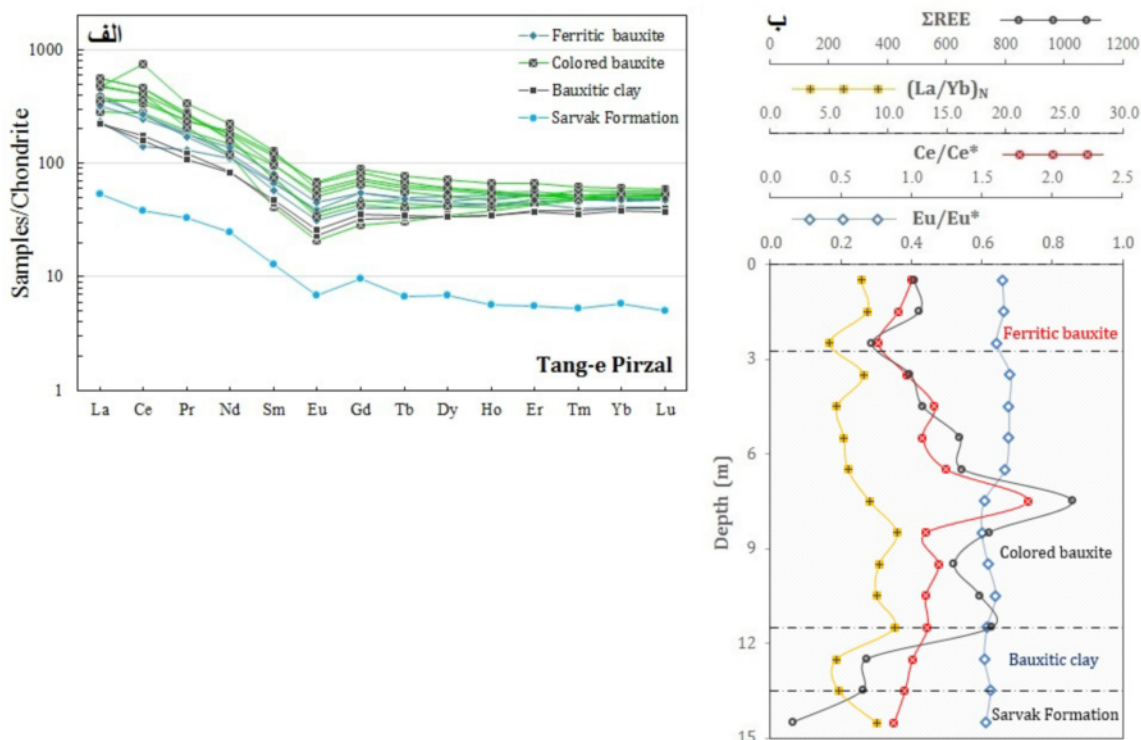 الف
Ferritic bauxite
Colored bauxite
Bauxitic clay
Sarvak Formation
Samples/Chondrite
1000
100
10
1
Tang-e Pirzal
La Ce Pr Nd Sm Eu Gd Tb Dy Ho Er Tm Yb Lu
ب
ΣREE
0 200 400 600 800 1000 1200
(La/Yb)N
0.0 5.0 10.0 15.0 20.0 25.0 30.0
Ce/Ce*
0.0 0.5 1.0 1.5 2.0 2.5
Eu/Eu*
0.0 0.2 0.4 0.6 0.8 1.0
Depth (m)
0
3
6
9
12
15
Ferritic bauxite
Colored bauxite
Bauxitic clay
Sarvak Formation